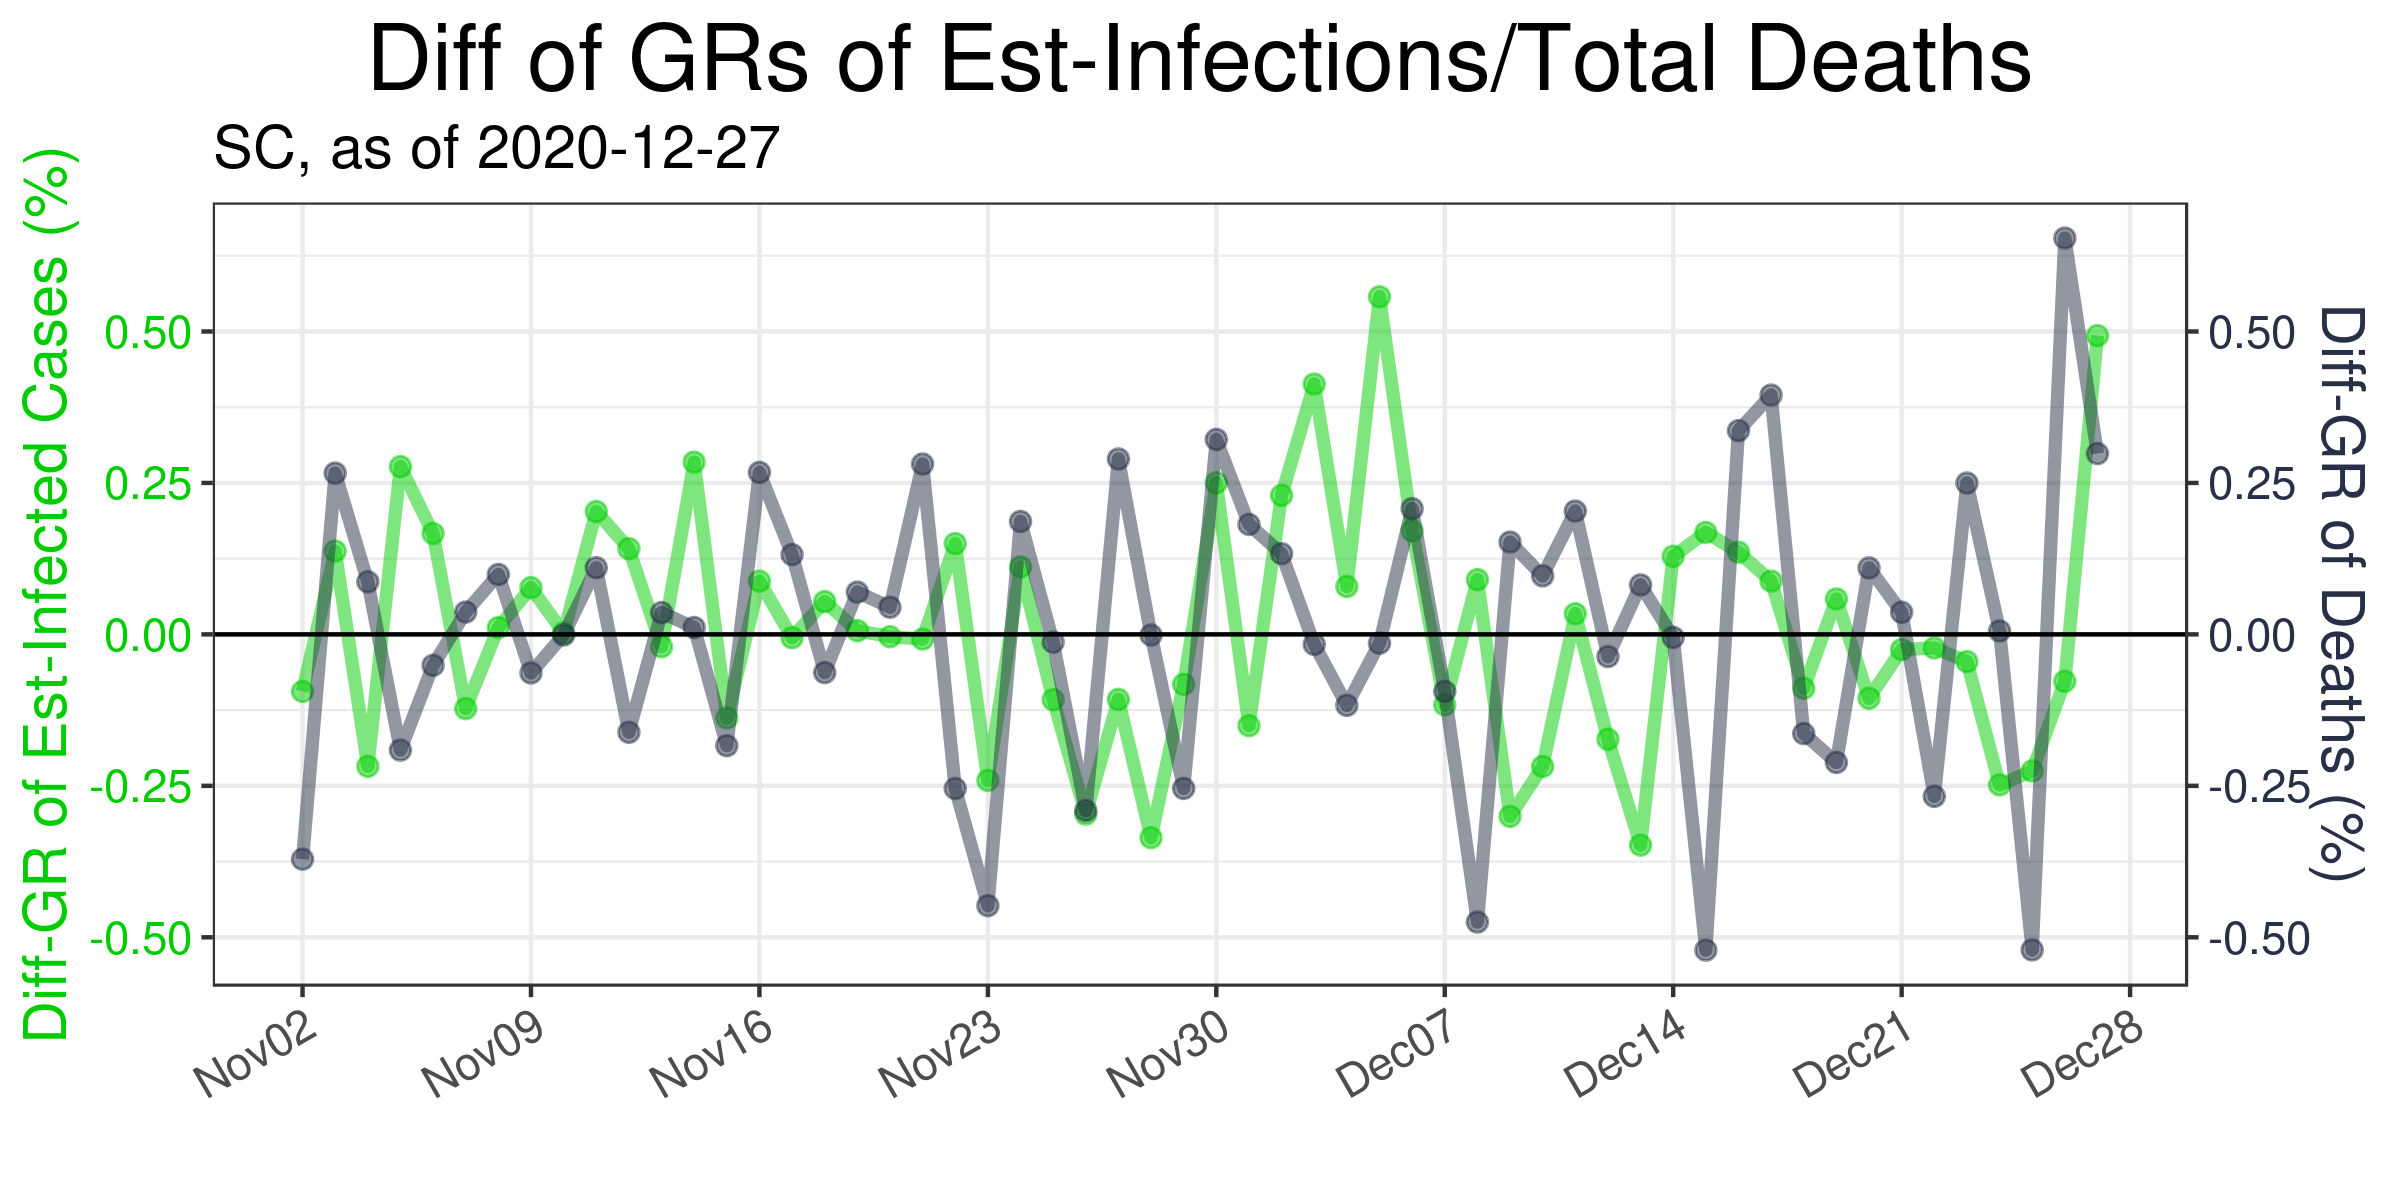 Diff of GRs of Est-Infections/Total Deaths
SC, as of 2020-12-27
Diff-GR of Est-Infected Cases (%)
0.50
0.25
0.00
-0.25
-0.50
0.50
0.25
0.00
-0.25
-0.50
Diff-GR of Deaths (%)
Nov02 Nov09 Nov16 Nov23 Nov30 Dec07 Dec14 Dec21 Dec28